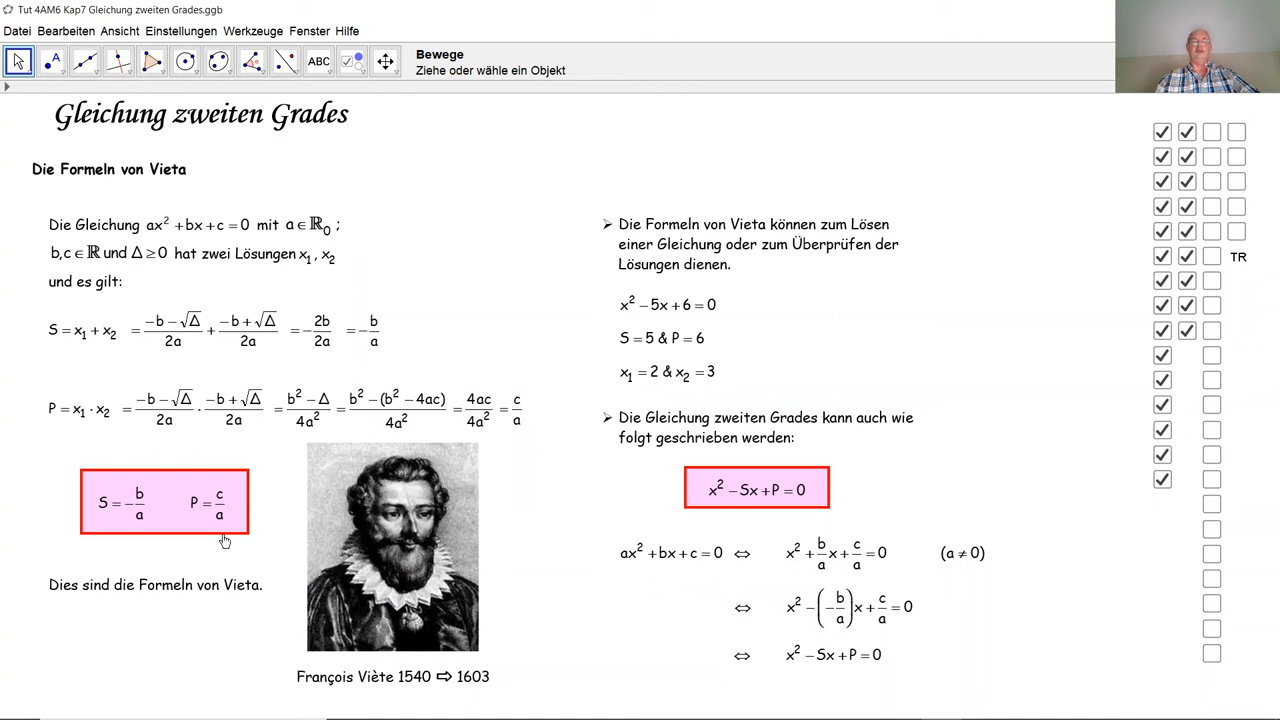 Tut 4AM6 Kap7 Gleichung zweiten Grades.ggb
Datei Bearbeiten Ansicht Einstellungen Werkzeuge Fenster Hilfe
A
ABC
Bewege
Ziehe oder wähle ein Objekt
Gleichung zweiten Grades
Die Formeln von Vieta
Die Gleichung ax² + bx + c = 0 mit a ∈ ℝ₀ ;
b, c ∈ ℝ und Δ ≥ 0 hat zwei Lösungen x₁ , x₂
und es gilt:
S = x₁ + x₂ = (-b - √Δ)/2a + (-b + √Δ)/2a = -2b/2a = -b/a
P = x₁ · x₂ = (-b - √Δ)/2a · (-b + √Δ)/2a = (b² - Δ)/4a² = (b² - (b² - 4ac))/4a² = 4ac/4a² = c/a
S = -b/a P = c/a
Dies sind die Formeln von Vieta.
François Viète 1540 ⇨ 1603
➢ Die Formeln von Vieta können zum Lösen
einer Gleichung oder zum Überprüfen der
Lösungen dienen.
x² - 5x + 6 = 0
S = 5 & P = 6
x₁ = 2 & x₂ = 3
➢ Die Gleichung zweiten Grades kann auch wie
folgt geschrieben werden:
x² - Sx + P = 0
ax² + bx + c = 0 ⇔ x² + b/a x + c/a = 0 (a ≠ 0)
⇔ x² - (-b/a)x + c/a = 0
⇔ x² - Sx + P = 0
TR